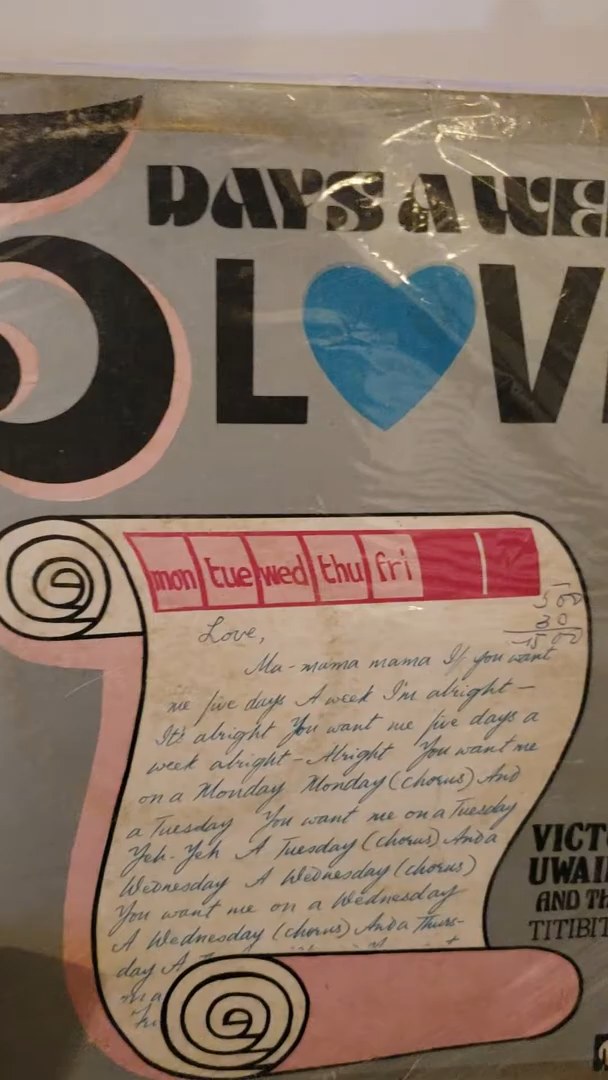 5 DAYS A WE
LOV
mon tue wed thu fri
Love,
Ma-mama mama If you want
me five days A week I'm alright —
It's alright You want me five days a
week alright - Alright You want me
on a Monday Monday (chorus) And
a Tuesday You want me on a Tuesday
Yeh-Yeh A Tuesday (chorus) And a
Wednesday A Wednesday (chorus)
You want me on a Wednesday
A Wednesday (chorus) And a Thurs-
day A
VICT
UWAI
AND TH
TITIBIT